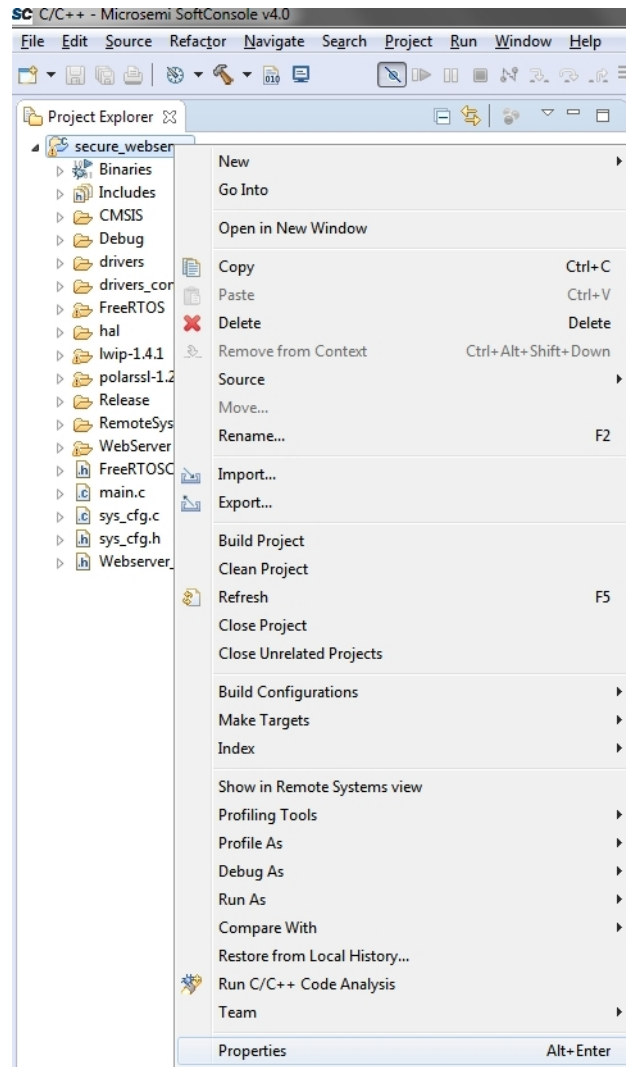 SC C/C++ - Microsemi SoftConsole v4.0
File Edit Source Refactor Navigate Search Project Run Window Help
Project Explorer
secure_webser
Binaries
Includes
CMSIS
Debug
drivers
drivers_con
FreeRTOS
hal
lwip-1.4.1
polarssl-1.2
Release
RemoteSys
WebServer
FreeRTOSC
main.c
sys_cfg.c
sys_cfg.h
Webserver_
New
Go Into
Open in New Window
Copy Ctrl+C
Paste Ctrl+V
Delete Delete
Remove from Context Ctrl+Alt+Shift+Down
Source
Move...
Rename... F2
Import...
Export...
Build Project
Clean Project
Refresh F5
Close Project
Close Unrelated Projects
Build Configurations
Make Targets
Index
Show in Remote Systems view
Profiling Tools
Profile As
Debug As
Run As
Compare With
Restore from Local History...
Run C/C++ Code Analysis
Team
Properties Alt+Enter